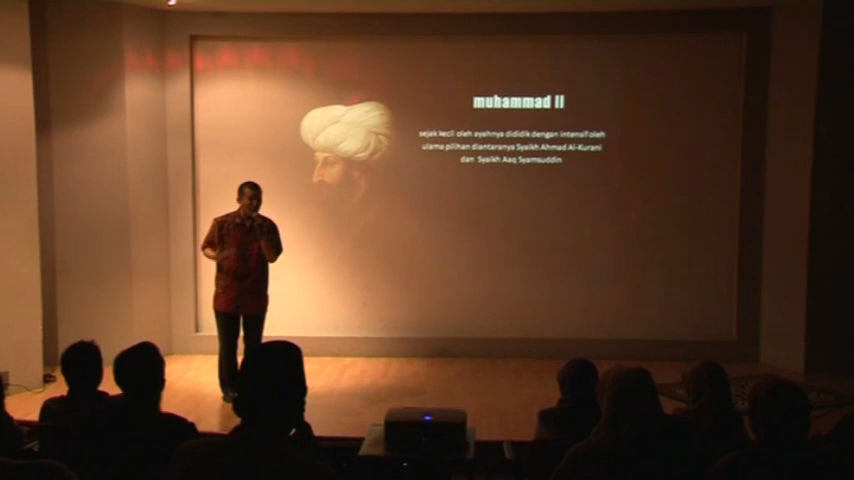 muhammad II
sejak kecil oleh ayahnya dididik dengan intensif oleh
ulama pilihan diantaranya Syaikh Ahmad Al-Kurani
dan Syaikh Aaq Syamsuddin